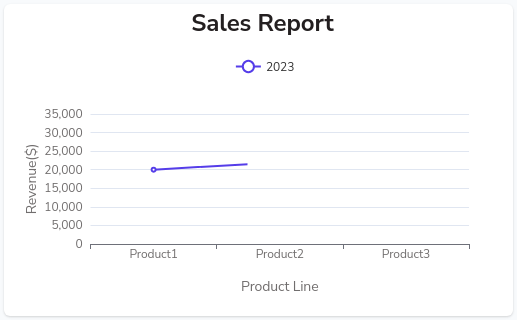 Sales Report
2023
35,000
30,000
25,000
20,000
15,000
10,000
5,000
0
Revenue($)
Product1 Product2 Product3
Product Line